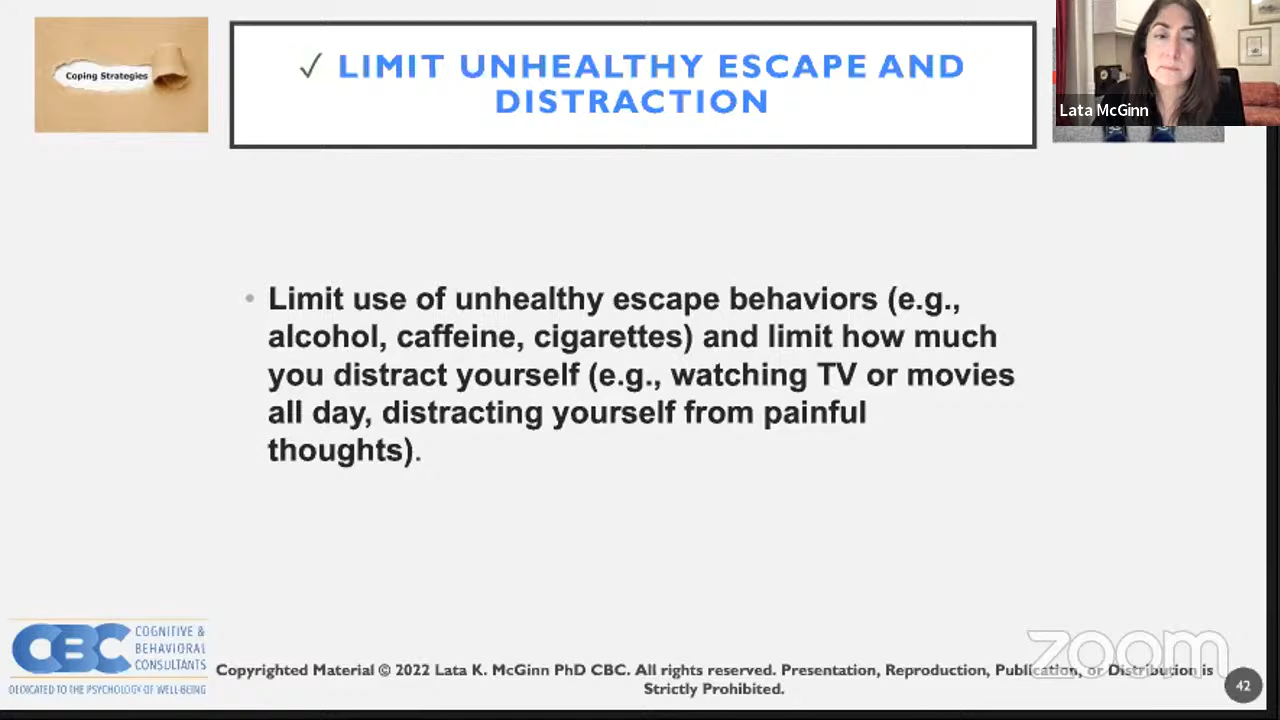 Coping Strategies
✓ LIMIT UNHEALTHY ESCAPE AND
DISTRACTION
Lata McGinn
• Limit use of unhealthy escape behaviors (e.g.,
alcohol, caffeine, cigarettes) and limit how much
you distract yourself (e.g., watching TV or movies
all day, distracting yourself from painful
thoughts).
CBC
COGNITIVE &
BEHAVIORAL
CONSULTANTS
DEDICATED TO THE PSYCHOLOGY OF WELL-BEING
Copyrighted Material © 2022 Lata K. McGinn PhD CBC. All rights reserved. Presentation, Reproduction, Publication, or Distribution is
Strictly Prohibited.
zoom
42